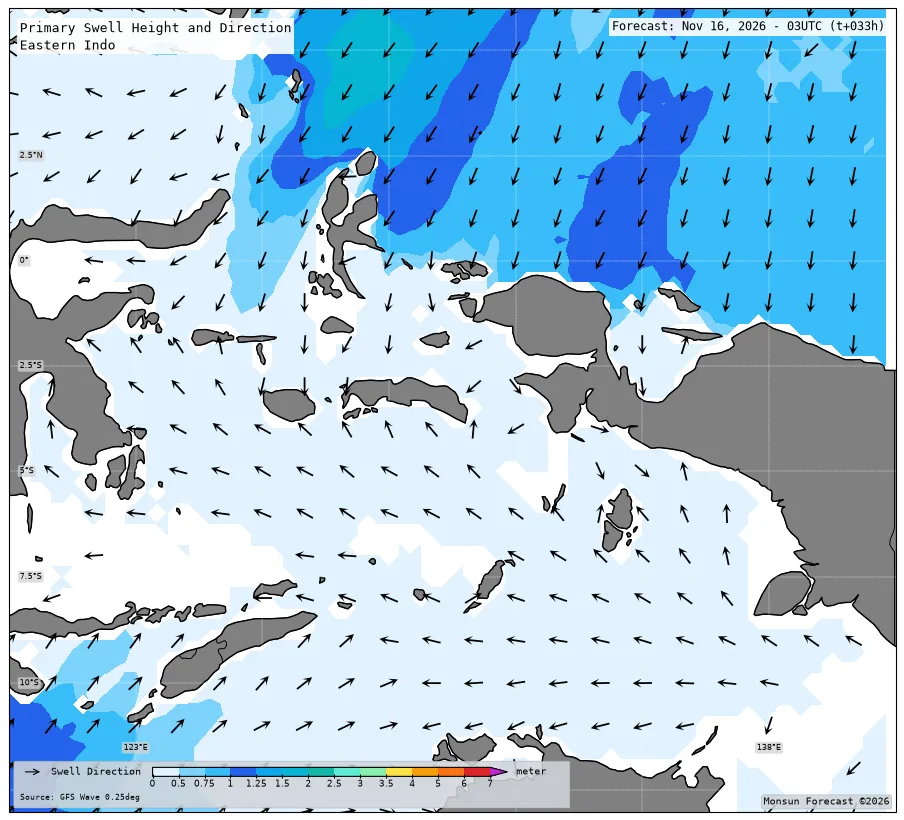 Primary Swell Height and Direction
Eastern Indo
Forecast: Nov 16, 2026 - 03UTC (t+033h)
2.5°N
0°
2.5°S
5°S
7.5°S
10°S
123°E
138°E
Swell Direction
meter
0 0.5 0.75 1 1.25 1.5 2 2.5 3 3.5 4 5 6 7
Source: GFS Wave 0.25deg
Monsun Forecast ©2026